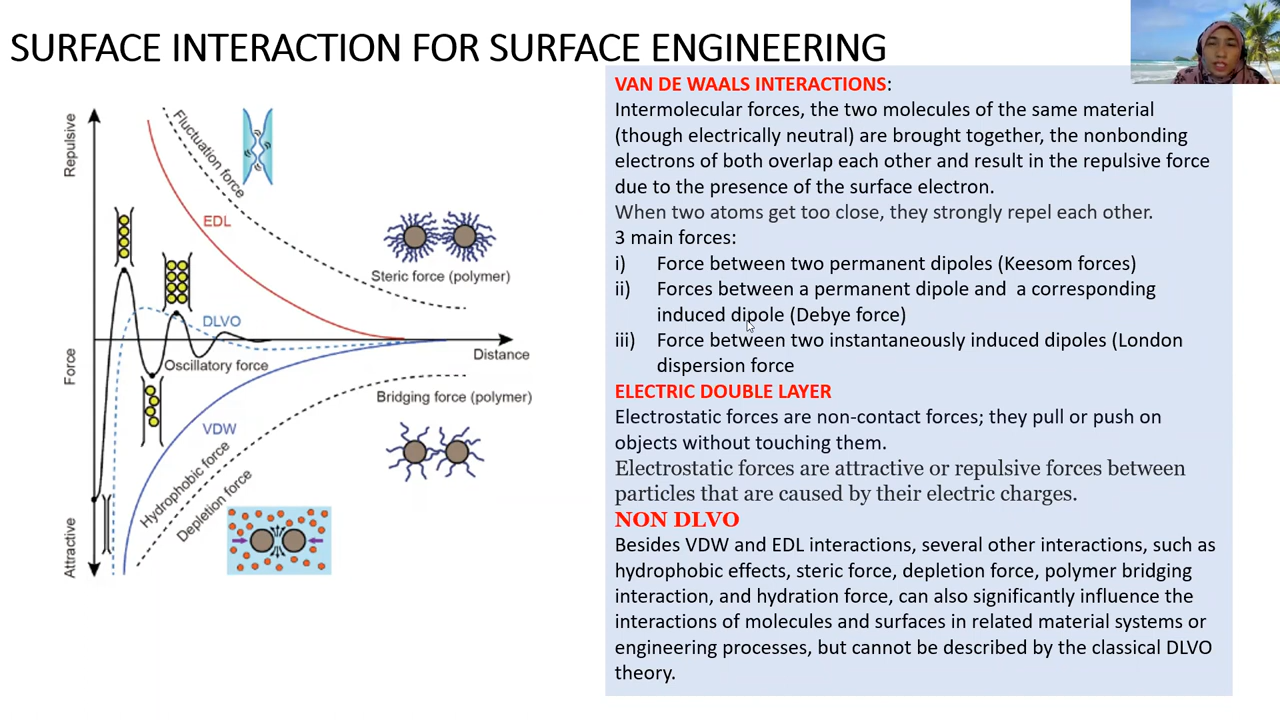 SURFACE INTERACTION FOR SURFACE ENGINEERING
Repulsive
Force
Attractive
Fluctuation force
EDL
Steric force (polymer)
DLVO
Distance
Oscillatory force
Bridging force (polymer)
VDW
Hydrophobic force
Depletion force
VAN DE WAALS INTERACTIONS:
Intermolecular forces, the two molecules of the same material
(though electrically neutral) are brought together, the nonbonding
electrons of both overlap each other and result in the repulsive force
due to the presence of the surface electron.
When two atoms get too close, they strongly repel each other.
3 main forces:
i) Force between two permanent dipoles (Keesom forces)
ii) Forces between a permanent dipole and a corresponding
induced dipole (Debye force)
iii) Force between two instantaneously induced dipoles (London
dispersion force
ELECTRIC DOUBLE LAYER
Electrostatic forces are non-contact forces; they pull or push on
objects without touching them.
Electrostatic forces are attractive or repulsive forces between
particles that are caused by their electric charges.
NON DLVO
Besides VDW and EDL interactions, several other interactions, such as
hydrophobic effects, steric force, depletion force, polymer bridging
interaction, and hydration force, can also significantly influence the
interactions of molecules and surfaces in related material systems or
engineering processes, but cannot be described by the classical DLVO
theory.